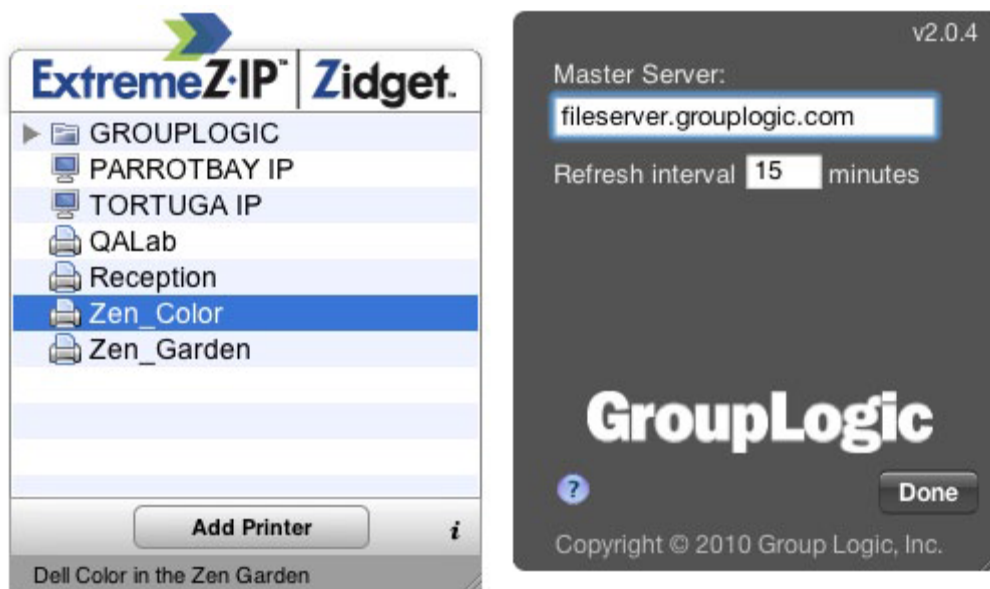 ExtremeZ·IP™ Zidget.
GROUPLOGIC
PARROTBAY IP
TORTUGA IP
QALab
Reception
Zen_Color
Zen_Garden
Add Printer
i
Dell Color in the Zen Garden
v2.0.4
Master Server:
fileserver.grouplogic.com
Refresh interval 15 minutes
GroupLogic
?
Done
Copyright © 2010 Group Logic, Inc.